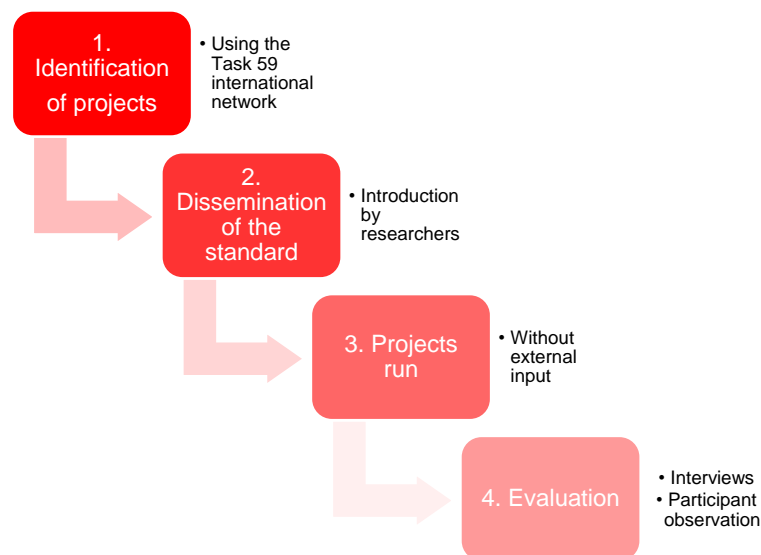 1.
Identification
of projects
• Using the
Task 59
international
network
2.
Dissemination
of the
standard
• Introduction
by
researchers
3. Projects
run
• Without
external
input
4. Evaluation
• Interviews
• Participant
observation